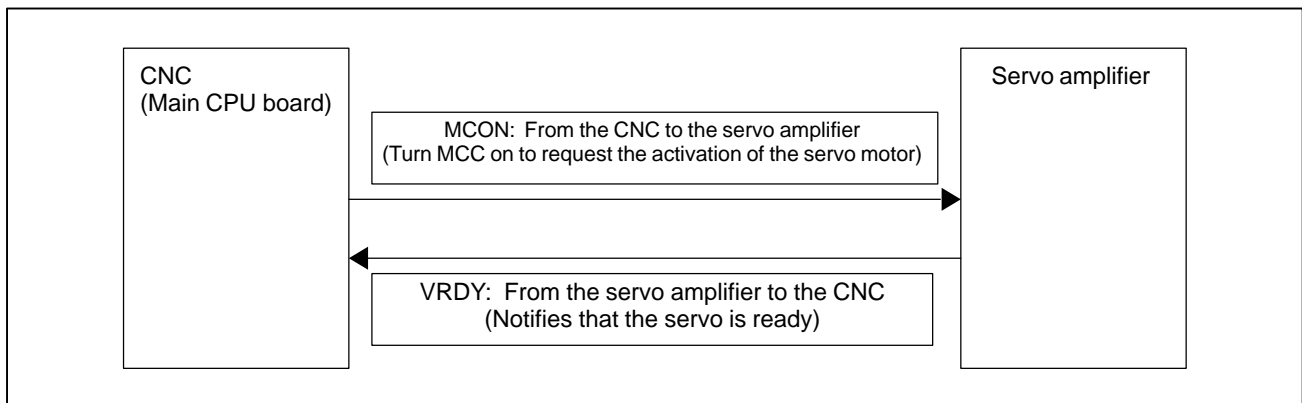 CNC
(Main CPU board)
Servo amplifier
MCON: From the CNC to the servo amplifier
(Turn MCC on to request the activation of the servo motor)
VRDY: From the servo amplifier to the CNC
(Notifies that the servo is ready)